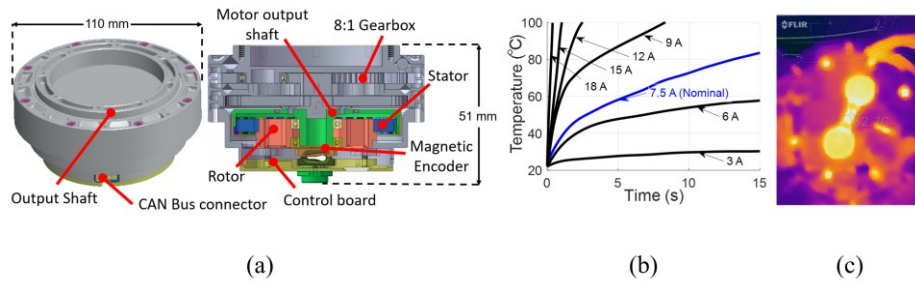 110 mm
Motor output
shaft
8:1 Gearbox
Stator
51 mm
Magnetic
Encoder
Rotor
Output Shaft
CAN Bus connector
Control board
Temperature (°C)
100
80
60
40
20
9 A
12 A
15 A
18 A
7.5 A (Nominal)
6 A
3 A
0
5
10
15
Time (s)
FLIR
(a)
(b)
(c)